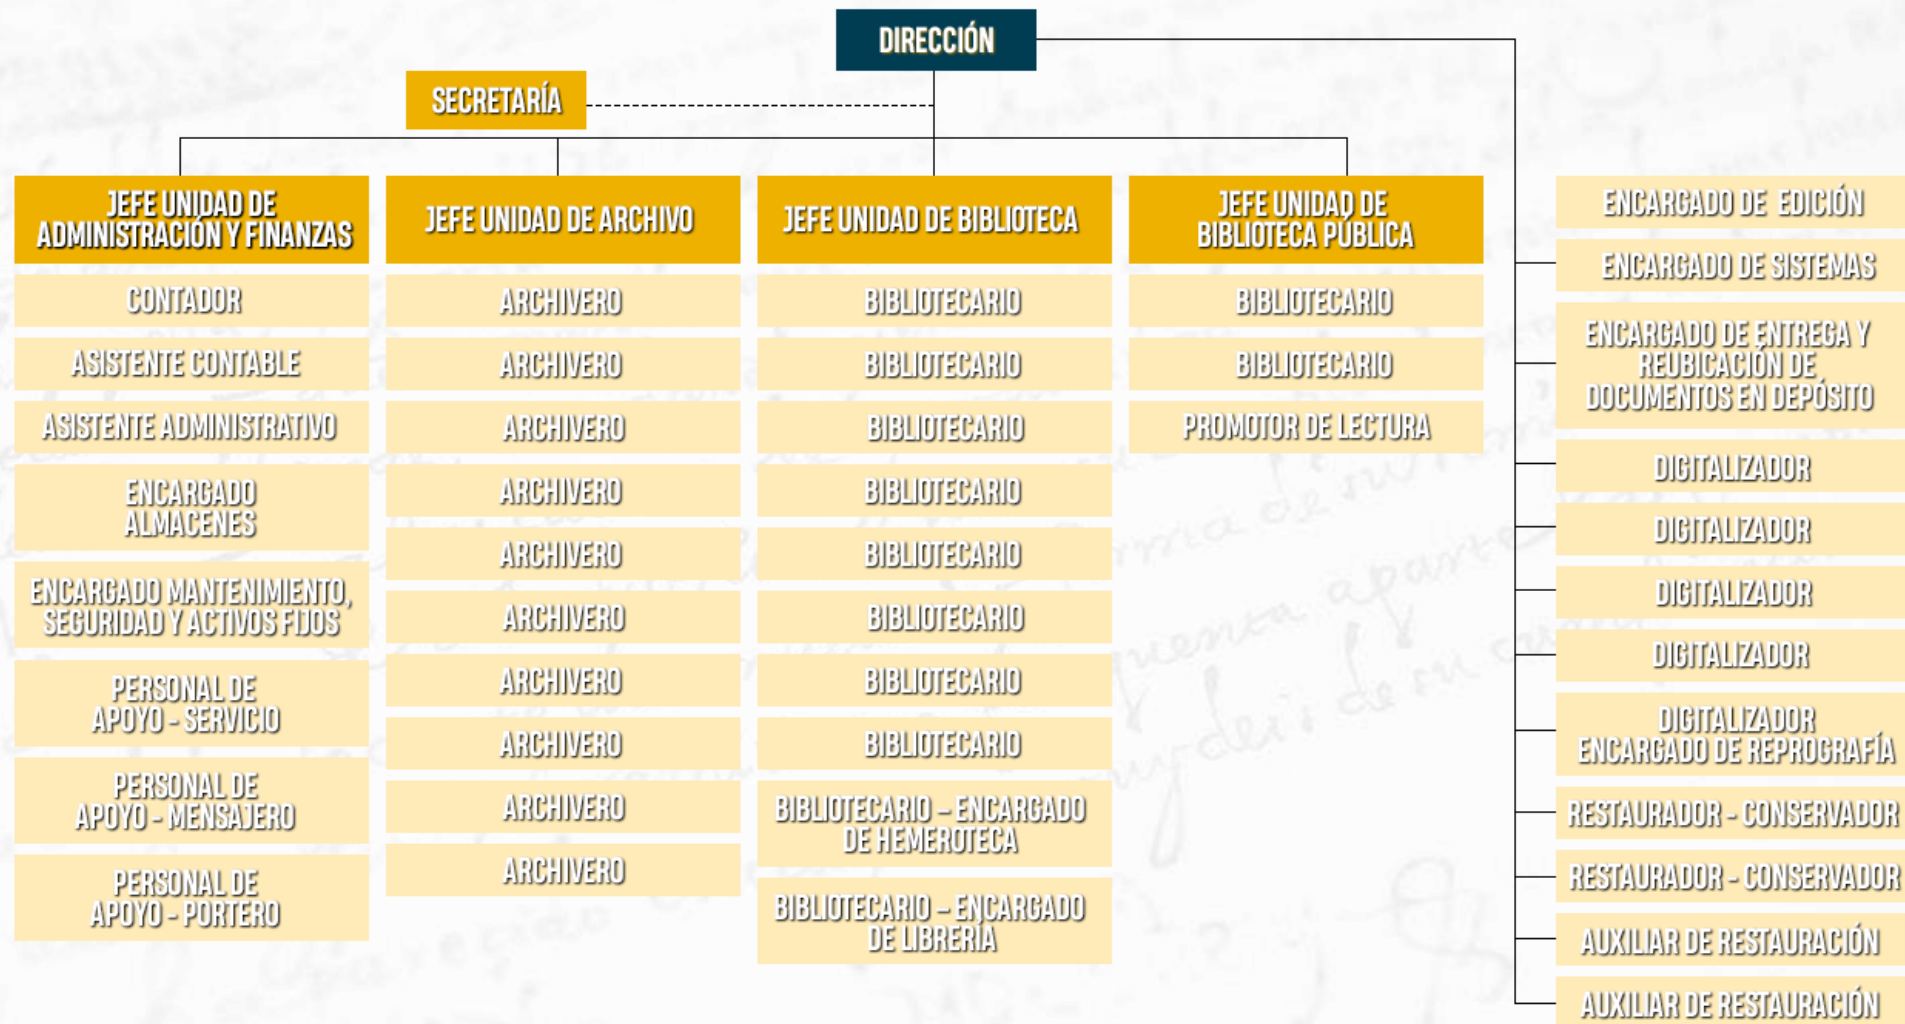 DIRECCIÓN
SECRETARÍA
JEFE UNIDAD DE
ADMINISTRACIÓN Y FINANZAS
CONTADOR
ASISTENTE CONTABLE
ASISTENTE ADMINISTRATIVO
ENCARGADO
ALMACENES
ENCARGADO MANTENIMIENTO,
SEGURIDAD Y ACTIVOS FIJOS
PERSONAL DE
APOYO - SERVICIO
PERSONAL DE
APOYO - MENSAJERO
PERSONAL DE
APOYO - PORTERO
JEFE UNIDAD DE ARCHIVO
ARCHIVERO
ARCHIVERO
ARCHIVERO
ARCHIVERO
ARCHIVERO
ARCHIVERO
ARCHIVERO
ARCHIVERO
ARCHIVERO
ARCHIVERO
JEFE UNIDAD DE BIBLIOTECA
BIBLIOTECARIO
BIBLIOTECARIO
BIBLIOTECARIO
BIBLIOTECARIO
BIBLIOTECARIO
BIBLIOTECARIO
BIBLIOTECARIO
BIBLIOTECARIO
BIBLIOTECARIO – ENCARGADO
DE HEMEROTECA
BIBLIOTECARIO – ENCARGADO
DE LIBRERÍA
JEFE UNIDAD DE
BIBLIOTECA PÚBLICA
BIBLIOTECARIO
BIBLIOTECARIO
PROMOTOR DE LECTURA
ENCARGADO DE EDICIÓN
ENCARGADO DE SISTEMAS
ENCARGADO DE ENTREGA Y
REUBICACIÓN DE
DOCUMENTOS EN DEPÓSITO
DIGITALIZADOR
DIGITALIZADOR
DIGITALIZADOR
DIGITALIZADOR
DIGITALIZADOR
ENCARGADO DE REPROGRAFÍA
RESTAURADOR - CONSERVADOR
RESTAURADOR - CONSERVADOR
AUXILIAR DE RESTAURACIÓN
AUXILIAR DE RESTAURACIÓN